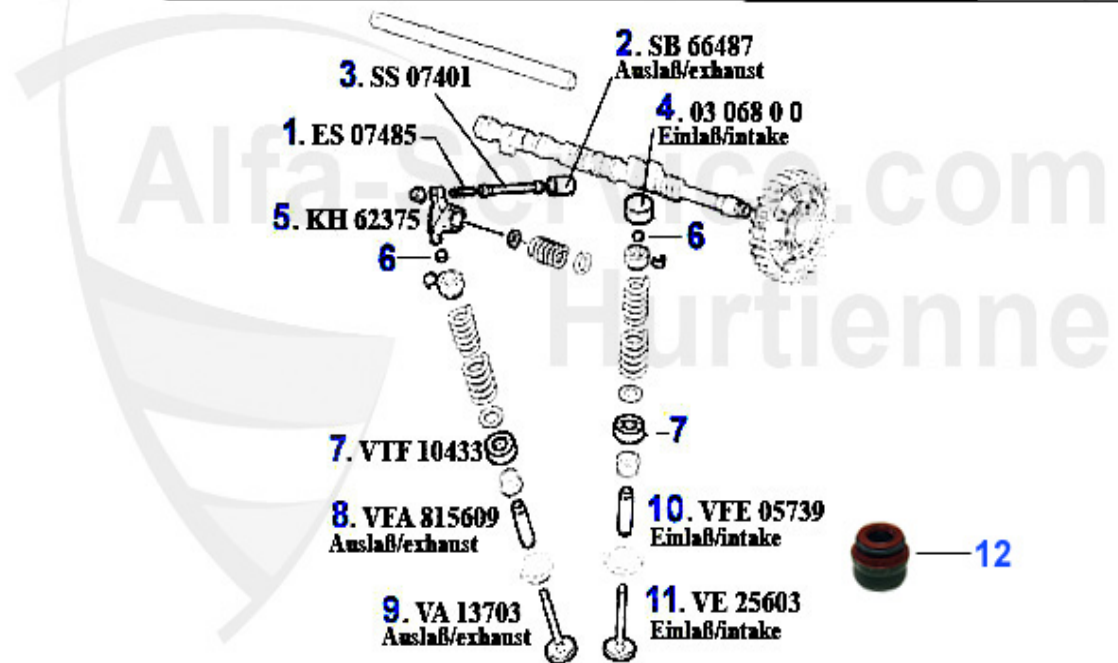 2. SB 66487
Auslaß/exhaust
3. SS 07401
4. 03 068 0 0
Einlaß/intake
1. ES 07485
Alfa-Service.com
5. KH 62375
6
6
Hurtienne
7. VTF 10433
7
8. VFA 815609
Auslaß/exhaust
10. VFE 05739
Einlaß/intake
12
9. VA 13703
Auslaß/exhaust
11. VE 25603
Einlaß/intake